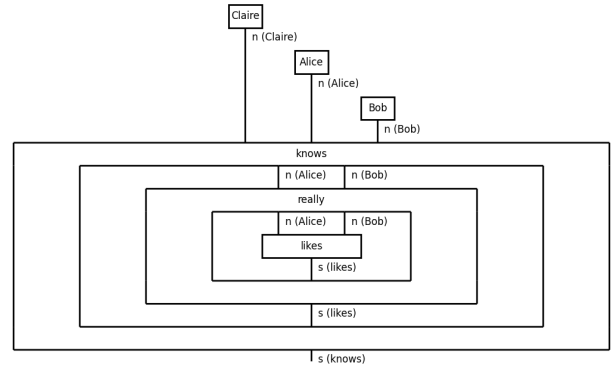 Claire
n (Claire)
Alice
n (Alice)
Bob
n (Bob)
knows
n (Alice) n (Bob)
really
n (Alice) n (Bob)
likes
s (likes)
s (likes)
s (knows)